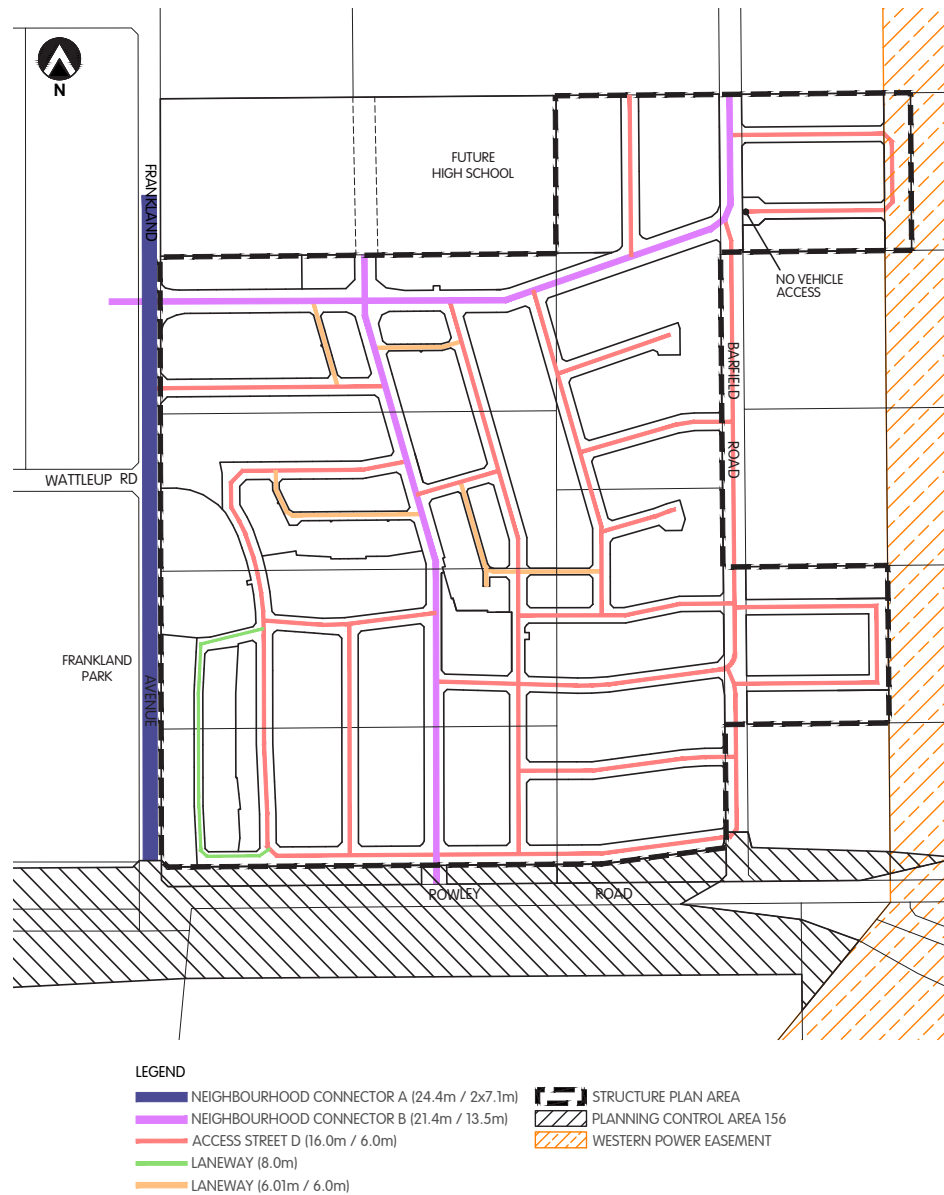 N
FUTURE
HIGH SCHOOL
FRANKLAND
NO VEHICLE
ACCESS
BARFIELD
ROAD
WATTLEUP RD
FRANKLAND
PARK
AVENUE
ROWLEY ROAD
LEGEND
NEIGHBOURHOOD CONNECTOR A (24.4m / 2x7.1m)
NEIGHBOURHOOD CONNECTOR B (21.4m / 13.5m)
ACCESS STREET D (16.0m / 6.0m)
LANEWAY (8.0m)
LANEWAY (6.01m / 6.0m)
STRUCTURE PLAN AREA
PLANNING CONTROL AREA 156
WESTERN POWER EASEMENT